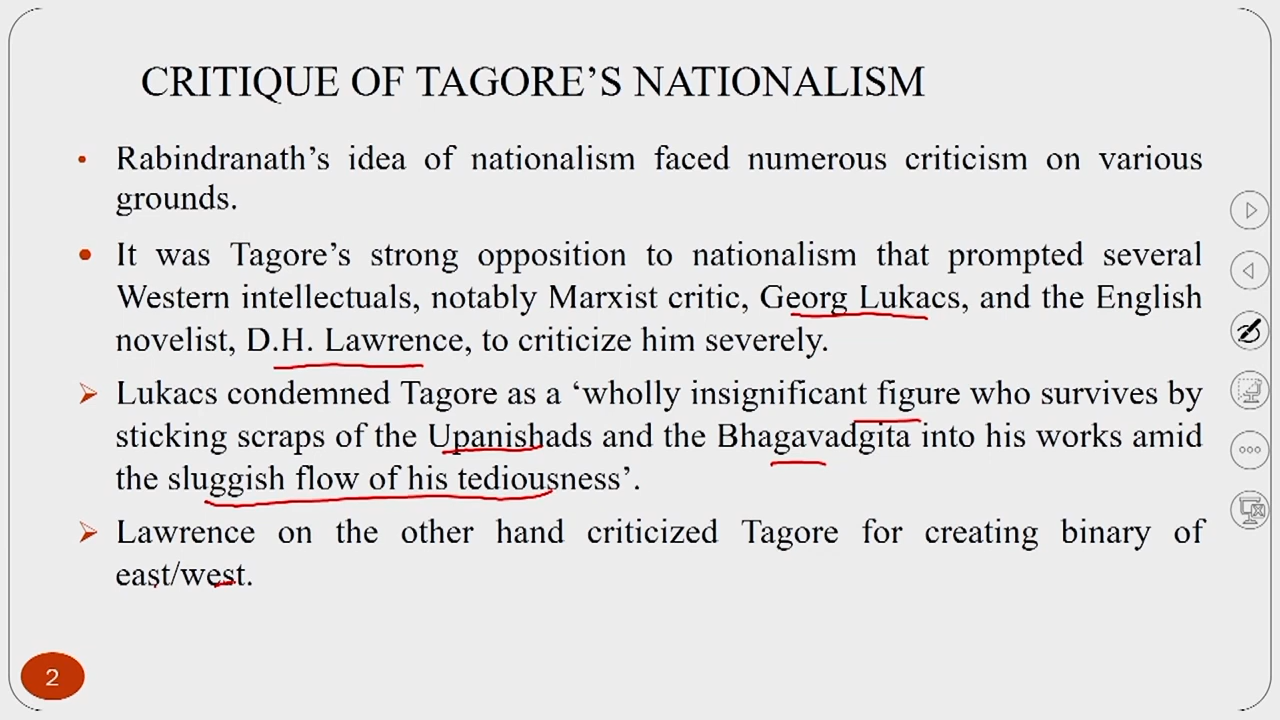 CRITIQUE OF TAGORE’S NATIONALISM
Rabindranath’s idea of nationalism faced numerous criticism on various
grounds.
It was Tagore’s strong opposition to nationalism that prompted several
Western intellectuals, notably Marxist critic, Georg Lukacs, and the English
novelist, D.H. Lawrence, to criticize him severely.
Lukacs condemned Tagore as a ‘wholly insignificant figure who survives by
sticking scraps of the Upanishads and the Bhagavadgita into his works amid
the sluggish flow of his tediousness’.
Lawrence on the other hand criticized Tagore for creating binary of
east/west.
2